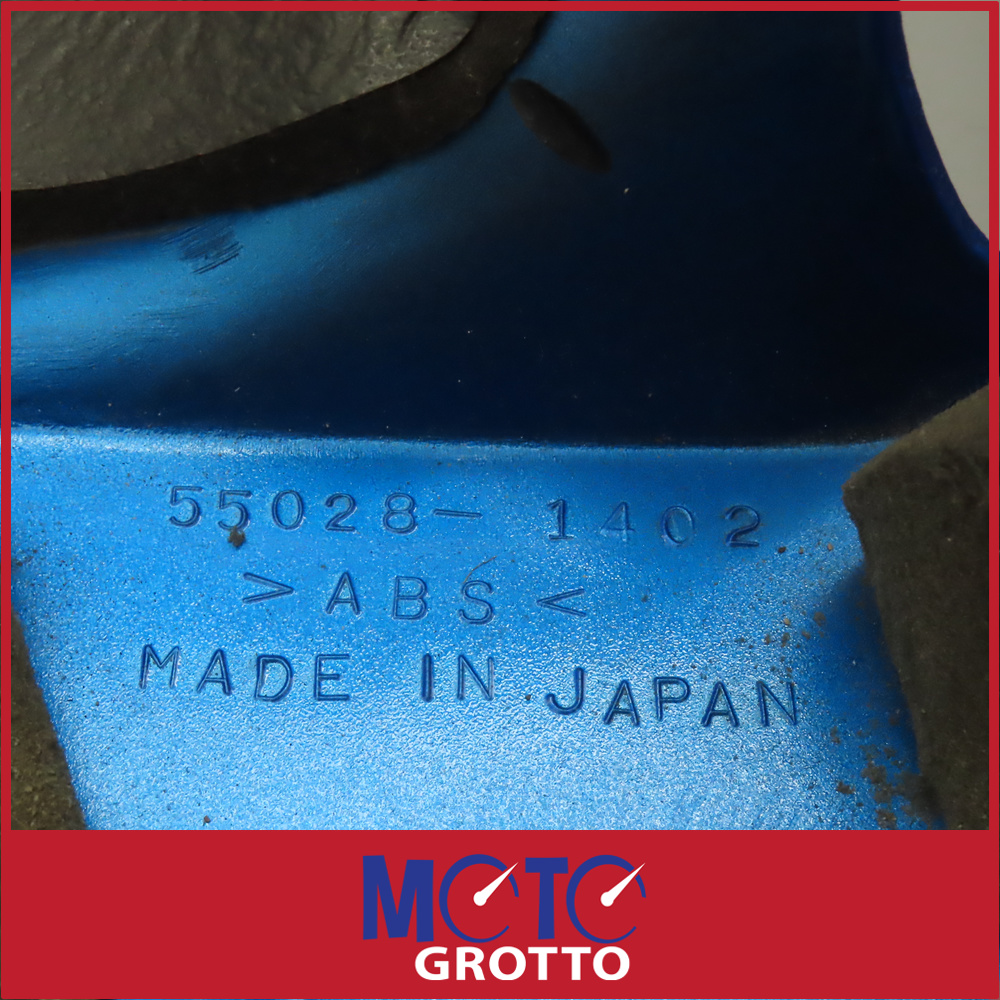 55028- 1402
>ABS<
MADE IN JAPAN
MOTO
GROTTO